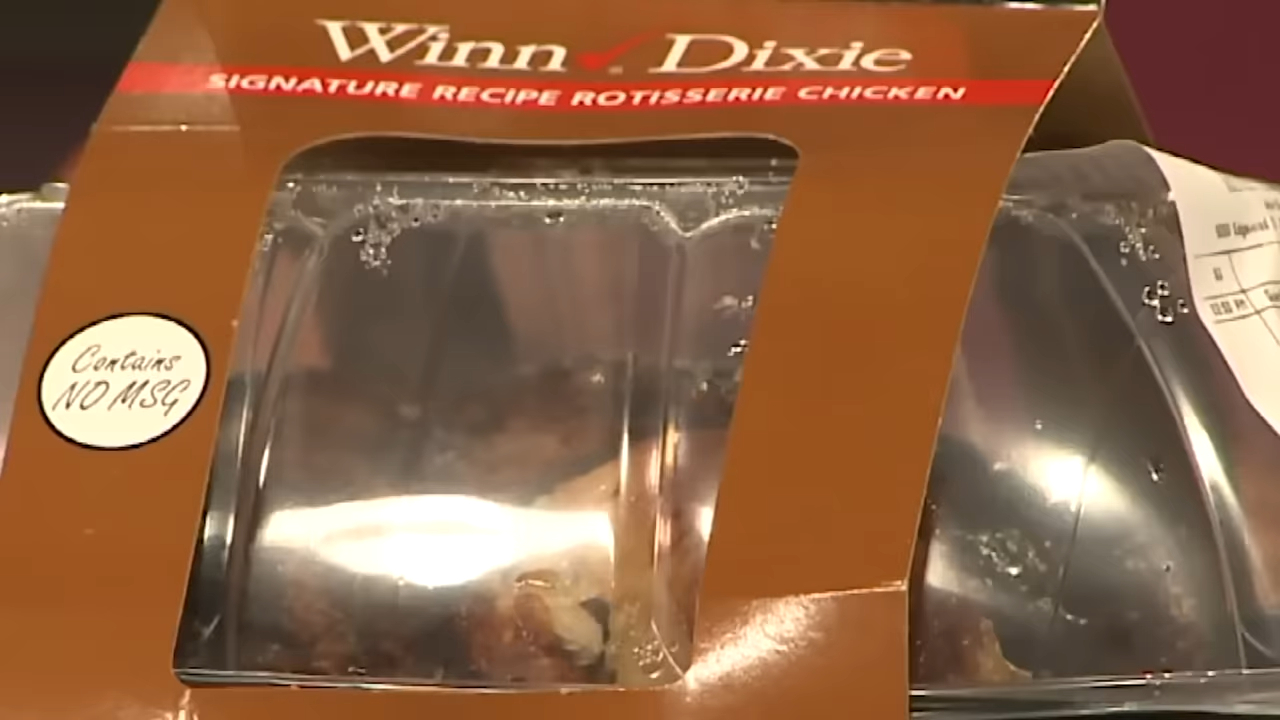 Winn Dixie
SIGNATURE RECIPE ROTISSERIE CHICKEN
Contains
NO MSG